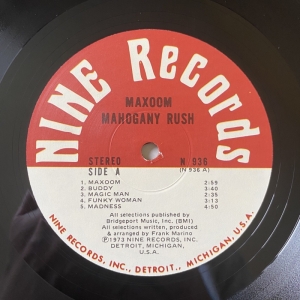 NINE RECORDS
MAXOOM
MAHOGANY RUSH
STEREO N 936
SIDE A (N 936 A)
1. MAXOOM 2:59
2. BUDDY 3:40
3. MAGIC MAN 2:35
4. FUNKY WOMAN 3:13
5. MADNESS 4:50
All selections published by
Bridgeport Music, Inc. (BMI)
All selections written, produced
& arranged by Frank Marino
Ⓟ1973 NINE RECORDS, INC.
DETROIT, MICHIGAN,
U.S.A.
NINE RECORDS, INC., DETROIT, MICHIGAN, U.S.A.